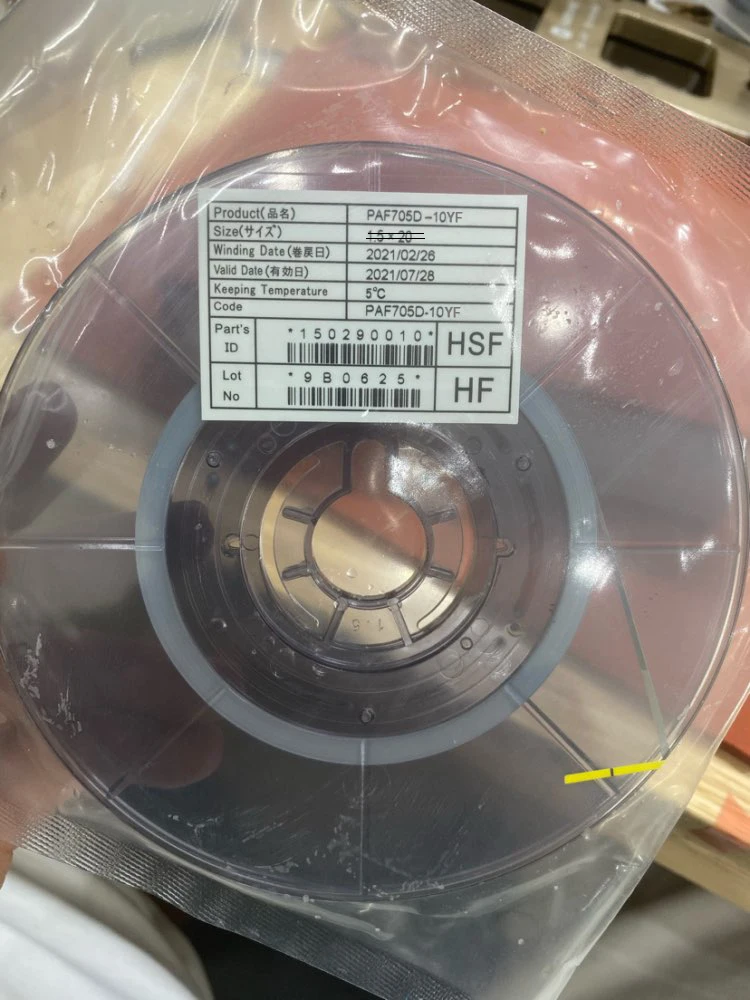 Product(品名) PAF705D-10YF
Size(サイズ) 1.5 * 20
Winding Date(巻戻日) 2021/02/26
Valid Date(有効日) 2021/07/28
Keeping Temperature 5℃
Code PAF705D-10YF
Part's ID *150290010* HSF
Lot No *9B0625* HF
1.5